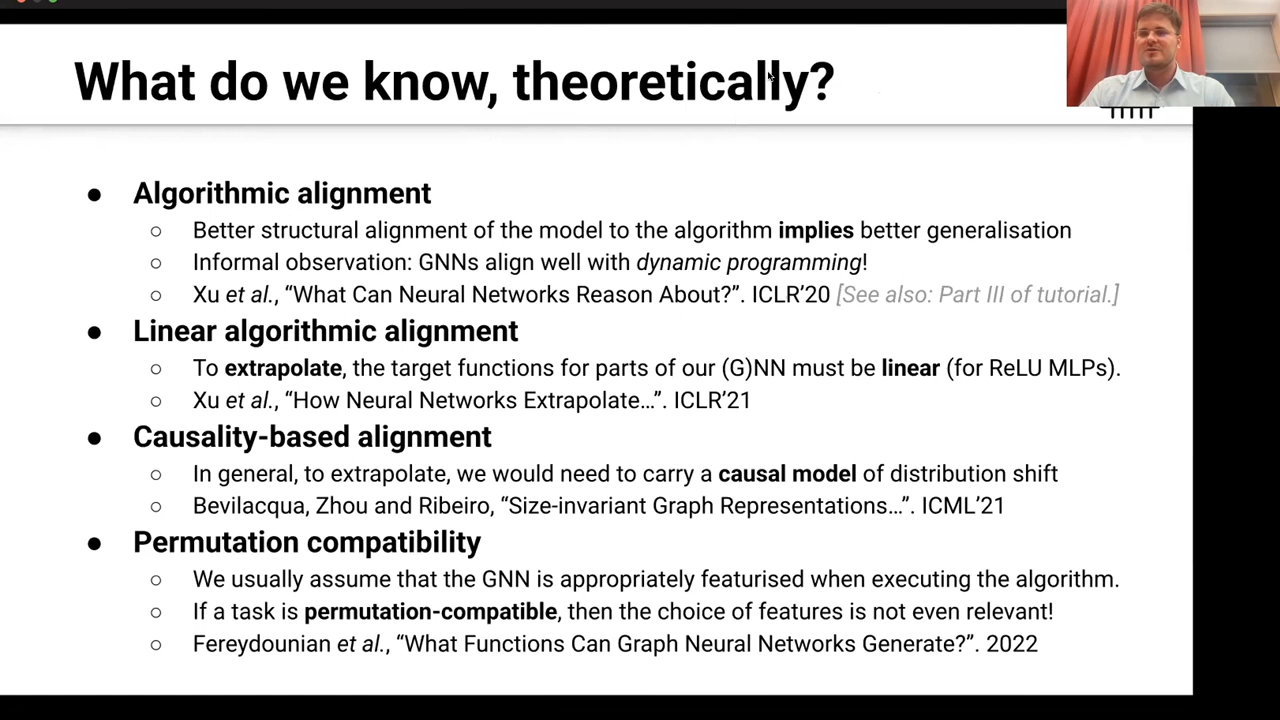 What do we know, theoretically?
● Algorithmic alignment
○ Better structural alignment of the model to the algorithm implies better generalisation
○ Informal observation: GNNs align well with dynamic programming!
○ Xu et al., “What Can Neural Networks Reason About?”. ICLR’20 [See also: Part III of tutorial.]
● Linear algorithmic alignment
○ To extrapolate, the target functions for parts of our (G)NN must be linear (for ReLU MLPs).
○ Xu et al., “How Neural Networks Extrapolate…”. ICLR’21
● Causality-based alignment
○ In general, to extrapolate, we would need to carry a causal model of distribution shift
○ Bevilacqua, Zhou and Ribeiro, “Size-invariant Graph Representations…”. ICML’21
● Permutation compatibility
○ We usually assume that the GNN is appropriately featurised when executing the algorithm.
○ If a task is permutation-compatible, then the choice of features is not even relevant!
○ Fereydounian et al., “What Functions Can Graph Neural Networks Generate?”. 2022